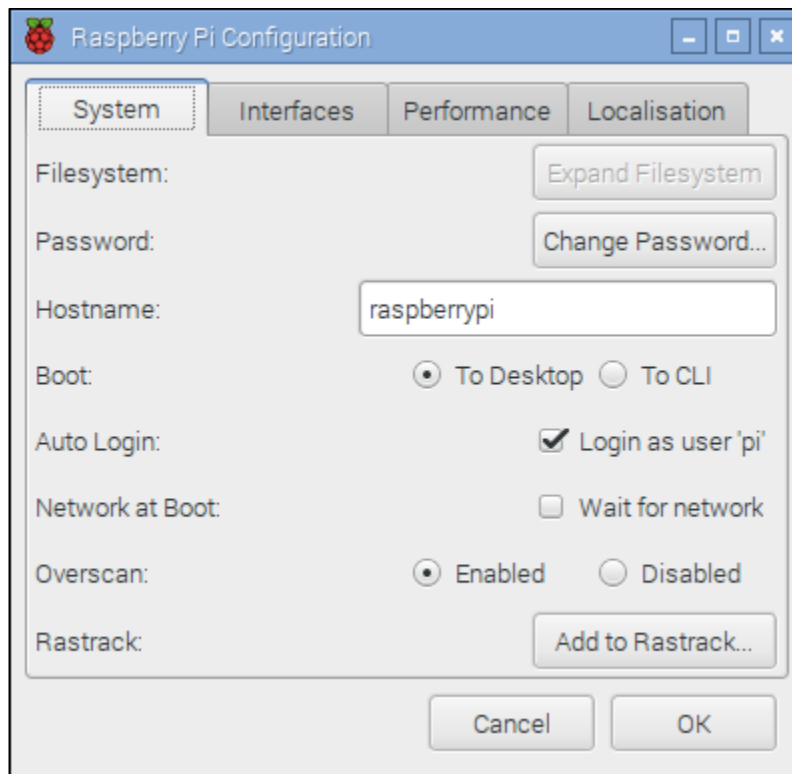 Raspberry Pi Configuration
System Interfaces Performance Localisation
Filesystem: Expand Filesystem
Password: Change Password...
Hostname: raspberrypi
Boot: To Desktop To CLI
Auto Login: Login as user 'pi'
Network at Boot: Wait for network
Overscan: Enabled Disabled
Rastrack: Add to Rastrack...
Cancel OK